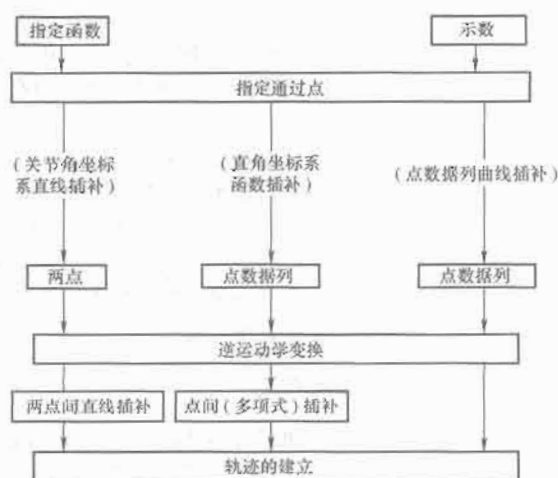 指定函数
示数
指定通过点
(关节角坐标
系直线插补)
(直角坐标系
函数插补)
(点数据列曲线插补)
两点
点数据列
点数据列
逆运动学变换
两点间直线插补
点间(多项式)插补
轨迹的建立